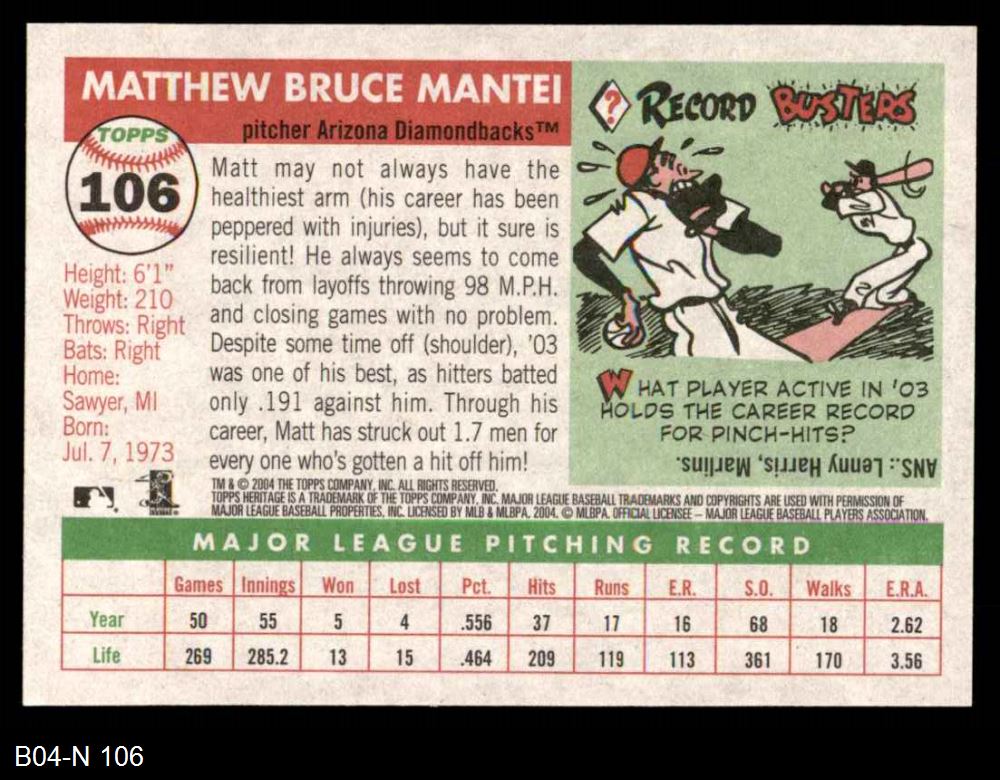 MATTHEW BRUCE MANTEI
pitcher Arizona Diamondbacks™
TOPPS
106
Height: 6'1"
Weight: 210
Throws: Right
Bats: Right
Home:
Sawyer, MI
Born:
Jul. 7, 1973
Matt may not always have the
healthiest arm (his career has been
peppered with injuries), but it sure is
resilient! He always seems to come
back from layoffs throwing 98 M.P.H.
and closing games with no problem.
Despite some time off (shoulder), '03
was one of his best, as hitters batted
only .191 against him. Through his
career, Matt has struck out 1.7 men for
every one who's gotten a hit off him!
? RECORD BUSTERS
WHAT PLAYER ACTIVE IN '03
HOLDS THE CAREER RECORD
FOR PINCH-HITS?
ANS.: Lenny Harris, Marlins.
TM & © 2004 THE TOPPS COMPANY, INC. ALL RIGHTS RESERVED.
TOPPS HERITAGE IS A TRADEMARK OF THE TOPPS COMPANY, INC. MAJOR LEAGUE BASEBALL TRADEMARKS AND COPYRIGHTS ARE USED WITH PERMISSION OF
MAJOR LEAGUE BASEBALL PROPERTIES, INC. LICENSED BY MLB & MLBPA, 2004. © MLBPA. OFFICIAL LICENSEE – MAJOR LEAGUE BASEBALL PLAYERS ASSOCIATION.
MAJOR LEAGUE PITCHING RECORD
Games Innings Won Lost Pct. Hits Runs E.R. S.O. Walks E.R.A.
Year 50 55 5 4 .556 37 17 16 68 18 2.62
Life 269 285.2 13 15 .464 209 119 113 361 170 3.56
B04-N 106